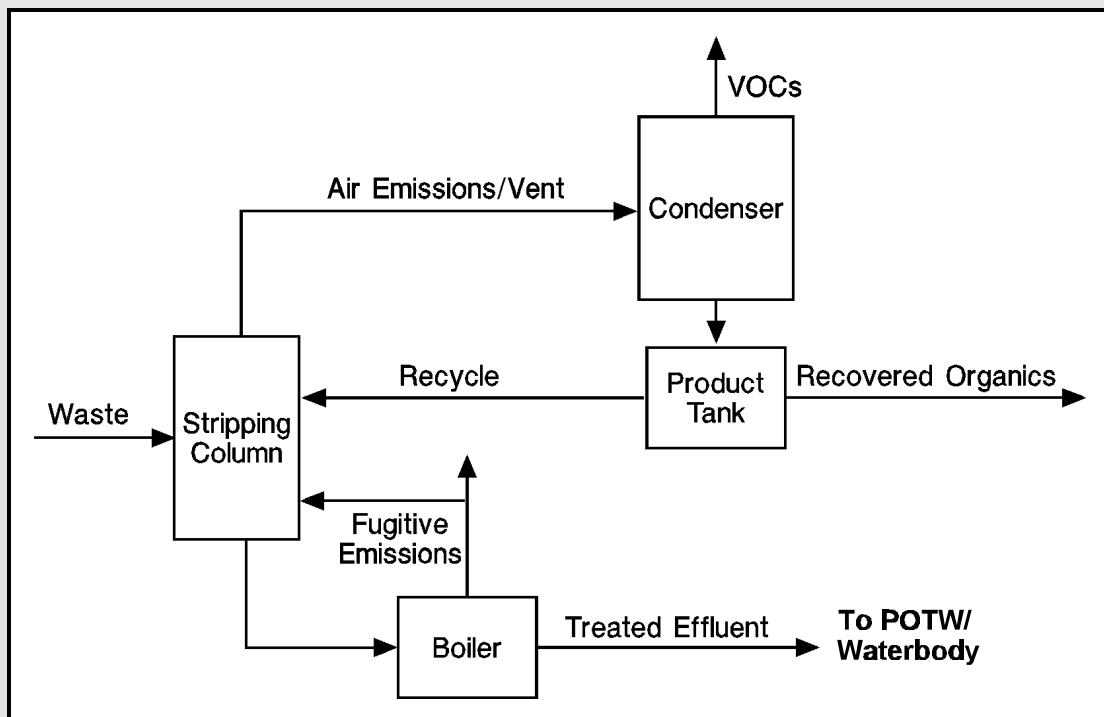 VOCs
Air Emissions/Vent
Condenser
Recycle
Product
Tank
Recovered Organics
Waste
Stripping
Column
Fugitive
Emissions
Boiler
Treated Effluent
To POTW/
Waterbody